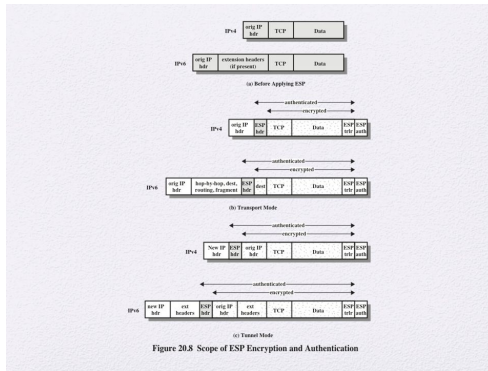 IPv4
orig IP hdr
TCP
Data
IPv6
orig IP hdr
extension headers (if present)
TCP
Data
(a) Before Applying ESP
authenticated
encrypted
IPv4
orig IP hdr
ESP hdr
TCP
Data
ESP trlr
ESP auth
authenticated
encrypted
IPv6
orig IP hdr
hop-by-hop, dest, routing, fragment
ESP hdr
dest
TCP
Data
ESP trlr
ESP auth
(b) Transport Mode
authenticated
encrypted
IPv4
New IP hdr
ESP hdr
orig IP hdr
TCP
Data
ESP trlr
ESP auth
authenticated
encrypted
IPv6
new IP hdr
ext headers
ESP hdr
orig IP hdr
ext headers
TCP
Data
ESP trlr
ESP auth
(c) Tunnel Mode
Figure 20.8 Scope of ESP Encryption and Authentication